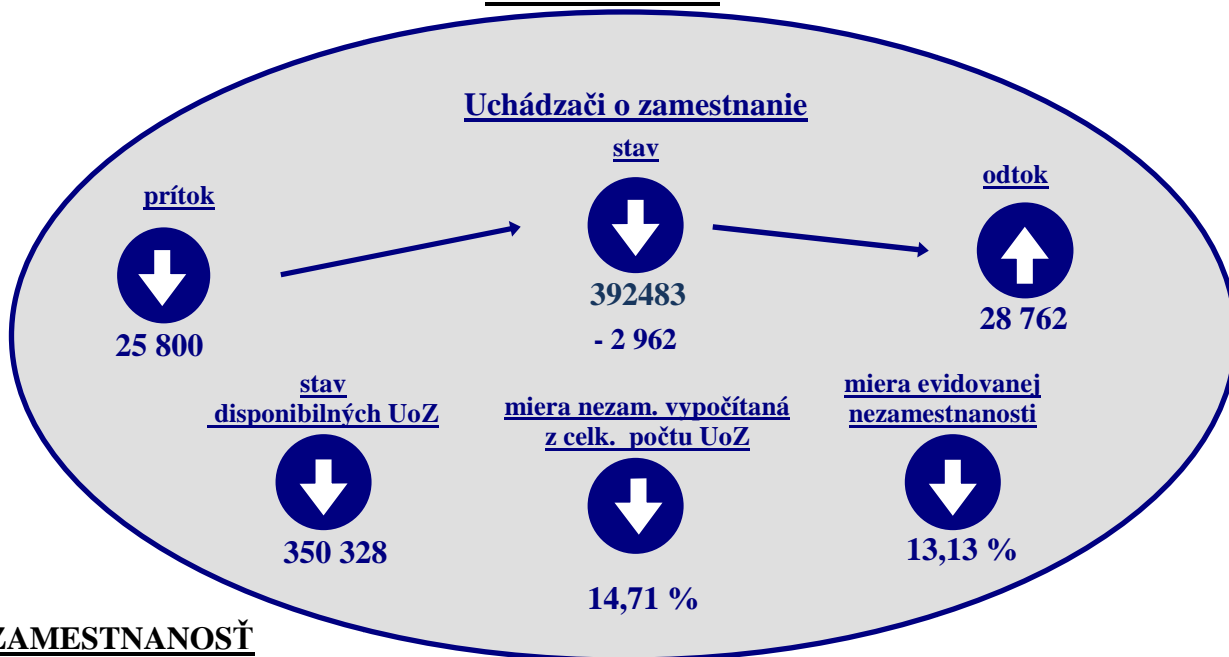 Uchádzači o zamestnanie
stav
prítok
odtok
392483
- 2 962
25 800
28 762
stav
disponibilných UoZ
miera nezam. vypočítaná
z celk. počtu UoZ
miera evidovanej
nezamestnanosti
350 328
14,71 %
13,13 %
ZAMESTNANOSŤ